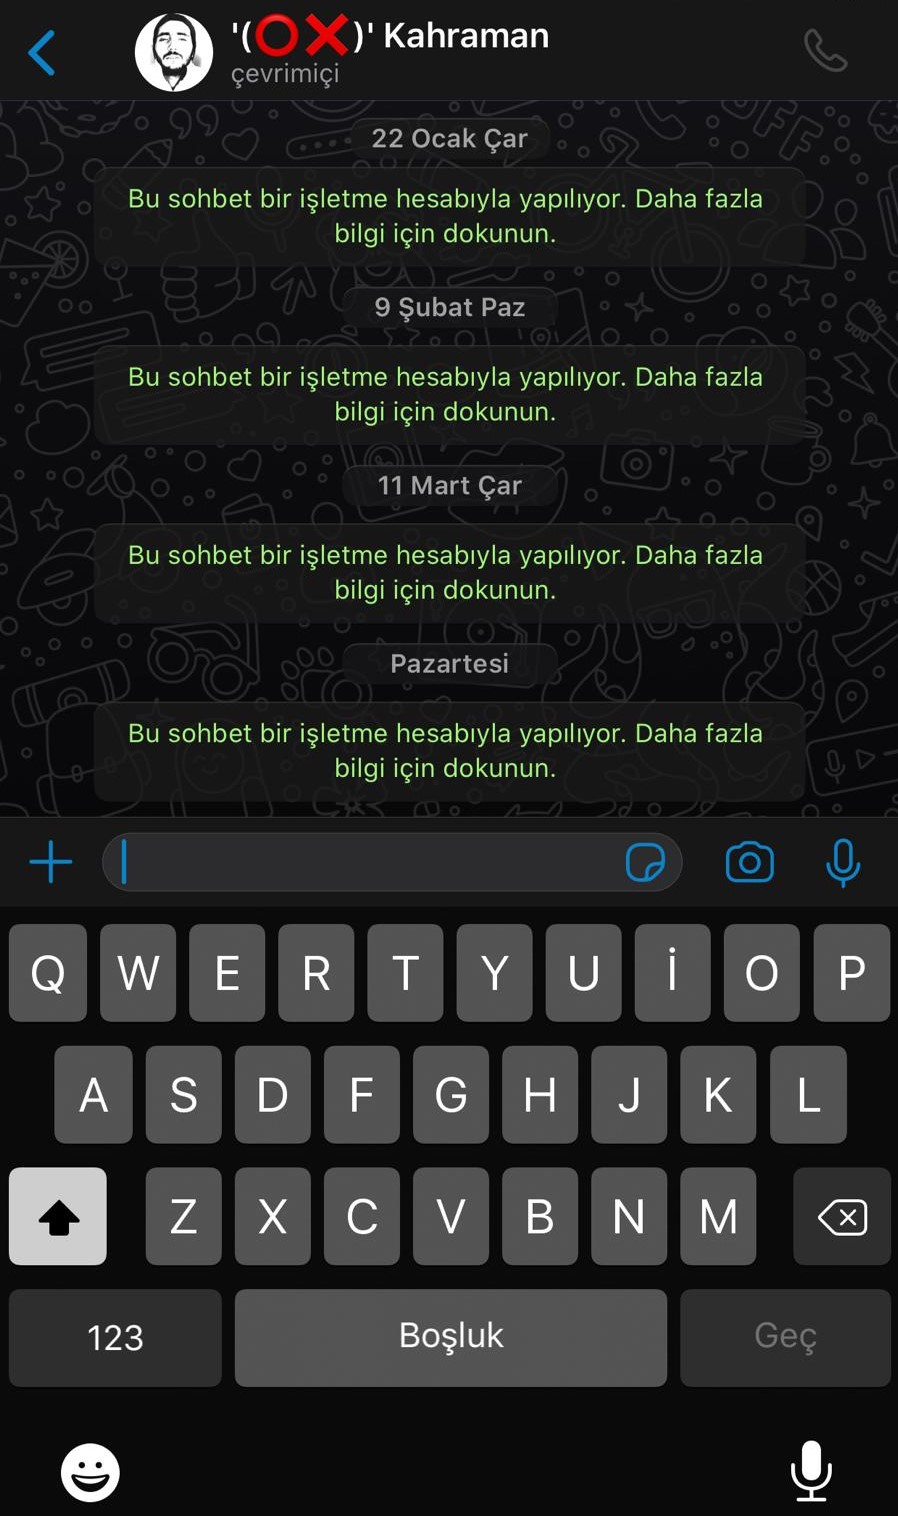 '(⭕❌)' Kahraman
çevrimiçi
22 Ocak Çar
Bu sohbet bir işletme hesabıyla yapılıyor. Daha fazla
bilgi için dokunun.
9 Şubat Paz
Bu sohbet bir işletme hesabıyla yapılıyor. Daha fazla
bilgi için dokunun.
11 Mart Çar
Bu sohbet bir işletme hesabıyla yapılıyor. Daha fazla
bilgi için dokunun.
Pazartesi
Bu sohbet bir işletme hesabıyla yapılıyor. Daha fazla
bilgi için dokunun.
Q W E R T Y U İ O P
A S D F G H J K L
Z X C V B N M
123 Boşluk Geç